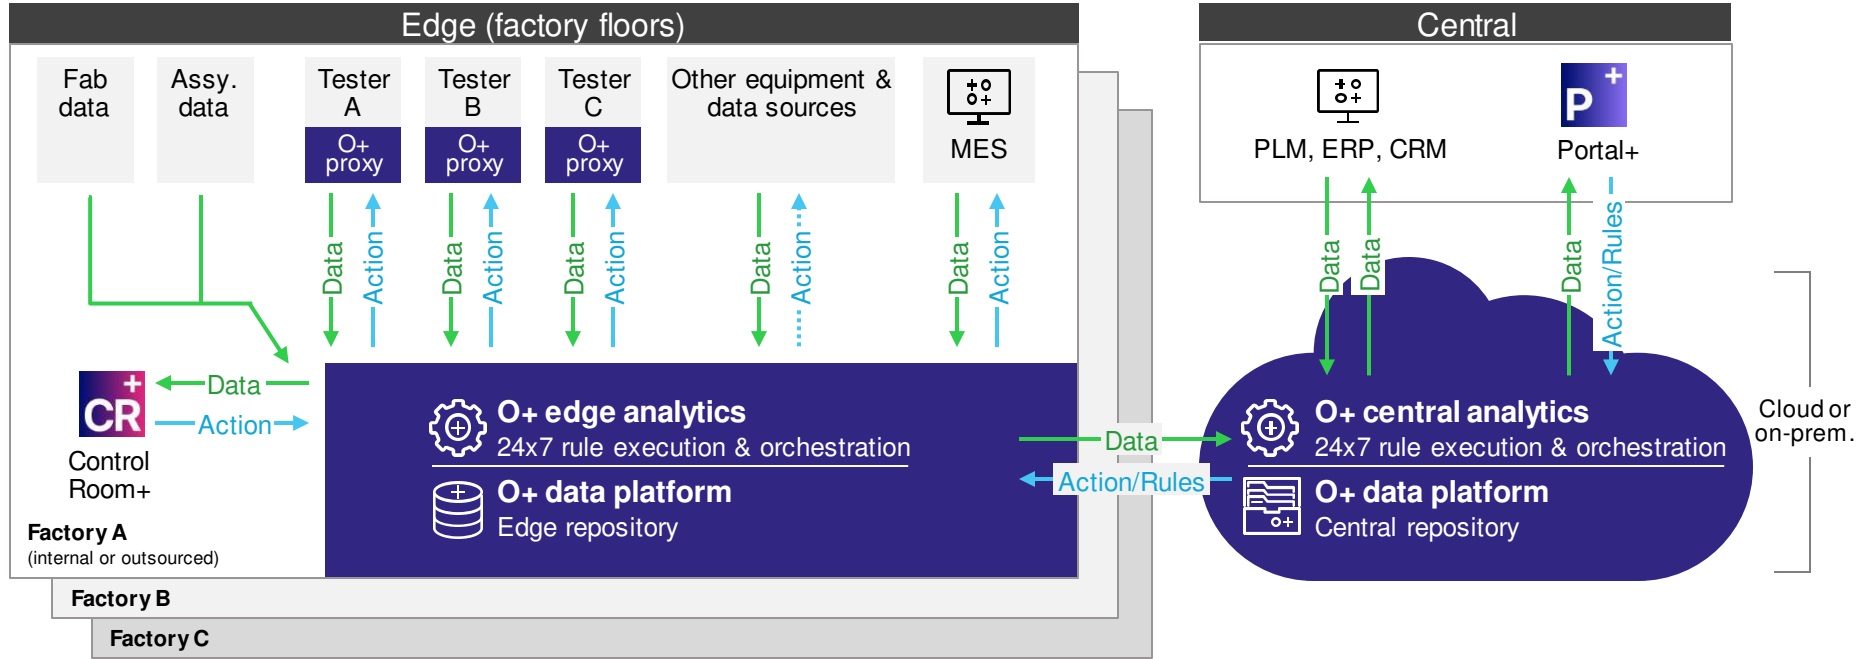 Edge (factory floors)
Central
Fab
data
Assy.
data
Tester
A
O+
proxy
Tester
B
O+
proxy
Tester
C
O+
proxy
Other equipment &
data sources
MES
PLM, ERP, CRM
P+
Portal+
Data
Action
Data
Action
Data
Action
Data
Action
Data
Action
Data
Data
Data
Action/Rules
CR+
Data
Action
Control
Room+
O+ edge analytics
24x7 rule execution & orchestration
O+ data platform
Edge repository
Data
Action/Rules
O+ central analytics
24x7 rule execution & orchestration
O+ data platform
Central repository
Cloud or
on-prem.
Factory A
(internal or outsourced)
Factory B
Factory C